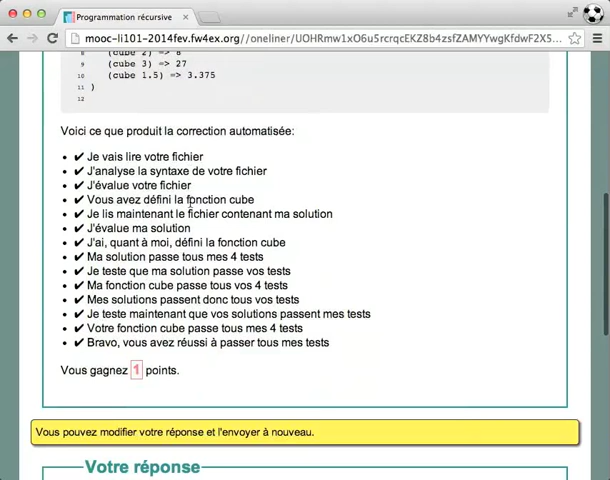 Programmation récursive
mooc-li101-2014fev.fw4ex.org//oneliner/UOHRmw1xO6u5rcrqcEKZ8b4zsfZAMYYwgKfdwF2X5...
8 (cube 2) => 8
9 (cube 3) => 27
10 (cube 1.5) => 3.375
11 )
12
Voici ce que produit la correction automatisée:
• ✔ Je vais lire votre fichier
• ✔ J'analyse la syntaxe de votre fichier
• ✔ J'évalue votre fichier
• ✔ Vous avez défini la fonction cube
• ✔ Je lis maintenant le fichier contenant ma solution
• ✔ J'évalue ma solution
• ✔ J'ai, quant à moi, défini la fonction cube
• ✔ Ma solution passe tous mes 4 tests
• ✔ Je teste que ma solution passe vos tests
• ✔ Ma fonction cube passe tous vos 4 tests
• ✔ Mes solutions passent donc tous vos tests
• ✔ Je teste maintenant que vos solutions passent mes tests
• ✔ Votre fonction cube passe tous mes 4 tests
• ✔ Bravo, vous avez réussi à passer tous mes tests
Vous gagnez 1 points.
Vous pouvez modifier votre réponse et l'envoyer à nouveau.
Votre réponse